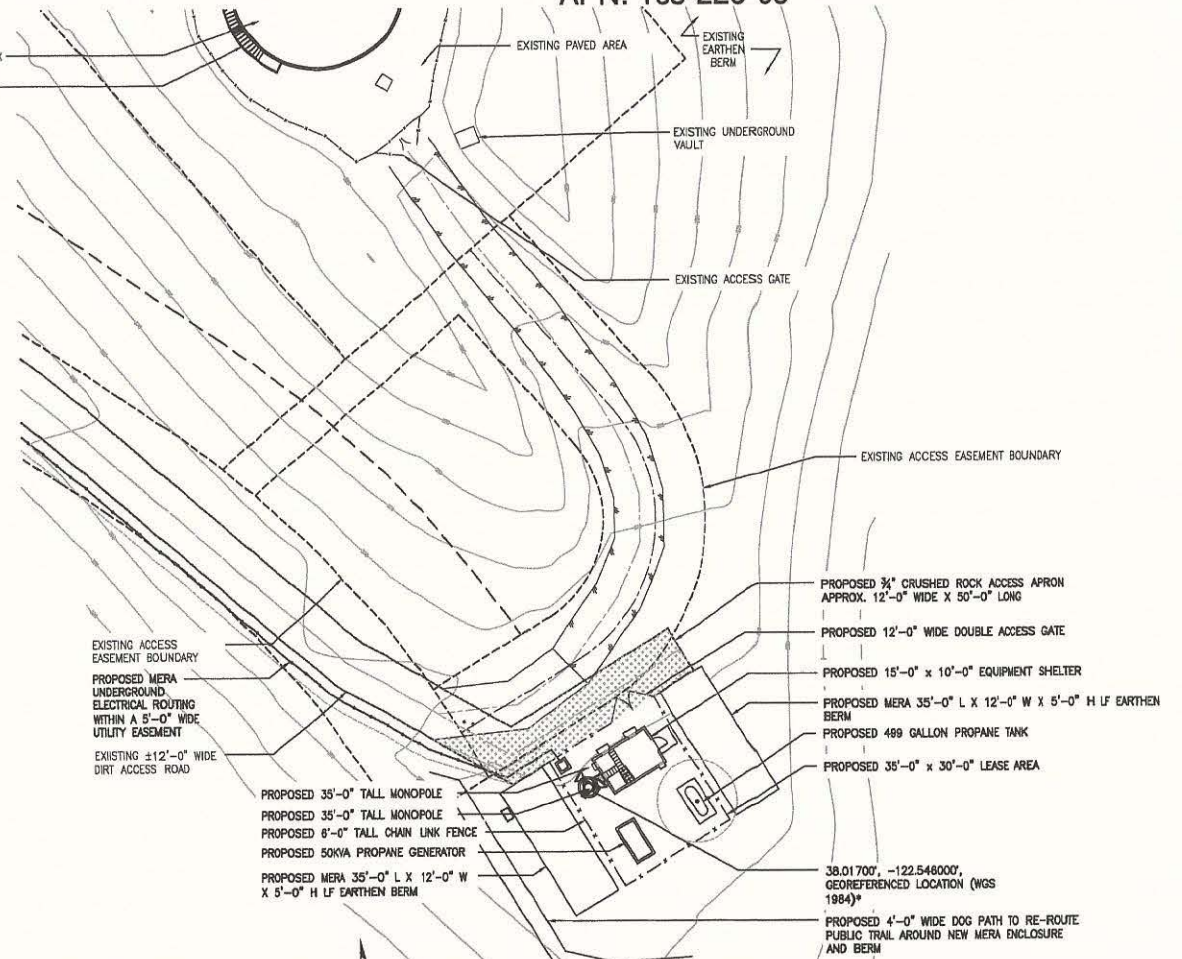 EXISTING PAVED AREA
EXISTING
EARTHEN
BERM
EXISTING UNDERGROUND
VAULT
EXISTING ACCESS GATE
EXISTING ACCESS EASEMENT BOUNDARY
PROPOSED ¾" CRUSHED ROCK ACCESS APRON
APPROX. 12'-0" WIDE X 50'-0" LONG
PROPOSED 12'-0" WIDE DOUBLE ACCESS GATE
PROPOSED 15'-0" x 10'-0" EQUIPMENT SHELTER
PROPOSED MERA 35'-0" L X 12'-0" W X 5'-0" H LF EARTHEN
BERM
PROPOSED 499 GALLON PROPANE TANK
PROPOSED 35'-0" x 30'-0" LEASE AREA
EXISTING ACCESS
EASEMENT BOUNDARY
PROPOSED MERA
UNDERGROUND
ELECTRICAL ROUTING
WITHIN A 5'-0" WIDE
UTILITY EASEMENT
EXISTING ±12'-0" WIDE
DIRT ACCESS ROAD
PROPOSED 35'-0" TALL MONOPOLE
PROPOSED 35'-0" TALL MONOPOLE
PROPOSED 6'-0" TALL CHAIN LINK FENCE
PROPOSED 50KVA PROPANE GENERATOR
PROPOSED MERA 35'-0" L X 12'-0" W
X 5'-0" H LF EARTHEN BERM
38.01700', -122.546000',
GEOREFERENCED LOCATION (WGS
1984)*
PROPOSED 4'-0" WIDE DOG PATH TO RE-ROUTE
PUBLIC TRAIL AROUND NEW MERA ENCLOSURE
AND BERM